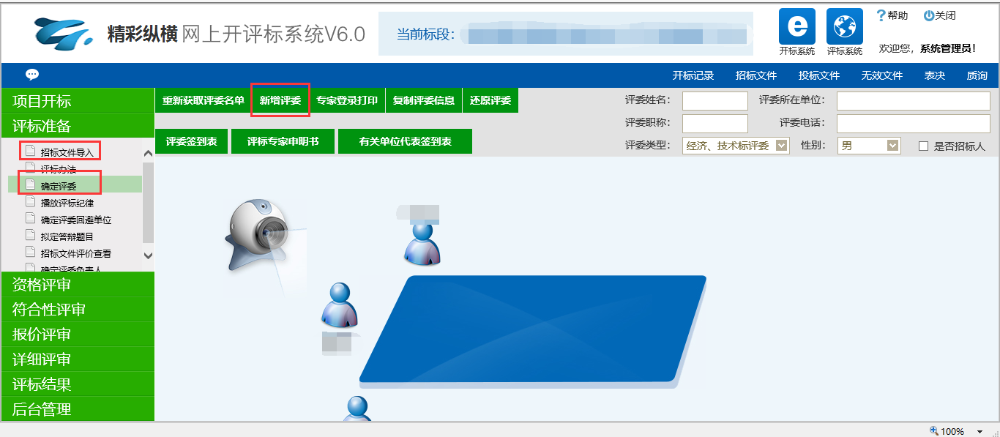 精彩纵横 网上开评标系统V6.0
当前标段：
开标系统
评标系统
?帮助
关闭
欢迎您，系统管理员！
开标记录 招标文件 投标文件 无效文件 表决 质询
项目开标
评标准备
招标文件导入
评标办法
确定评委
播放评标纪律
确定评委回避单位
拟定答辩题目
招标文件评价查看
确定评委负责人
资格评审
符合性评审
报价评审
详细评审
评标结果
后台管理
重新获取评委名单 新增评委 专家登录打印 复制评委信息 还原评委
评委签到表 评标专家申明书 有关单位代表签到表
评委姓名： 评委所在单位：
评委职称： 评委电话：
评委类型： 经济、技术标评委 性别： 男 是否招标人
100%